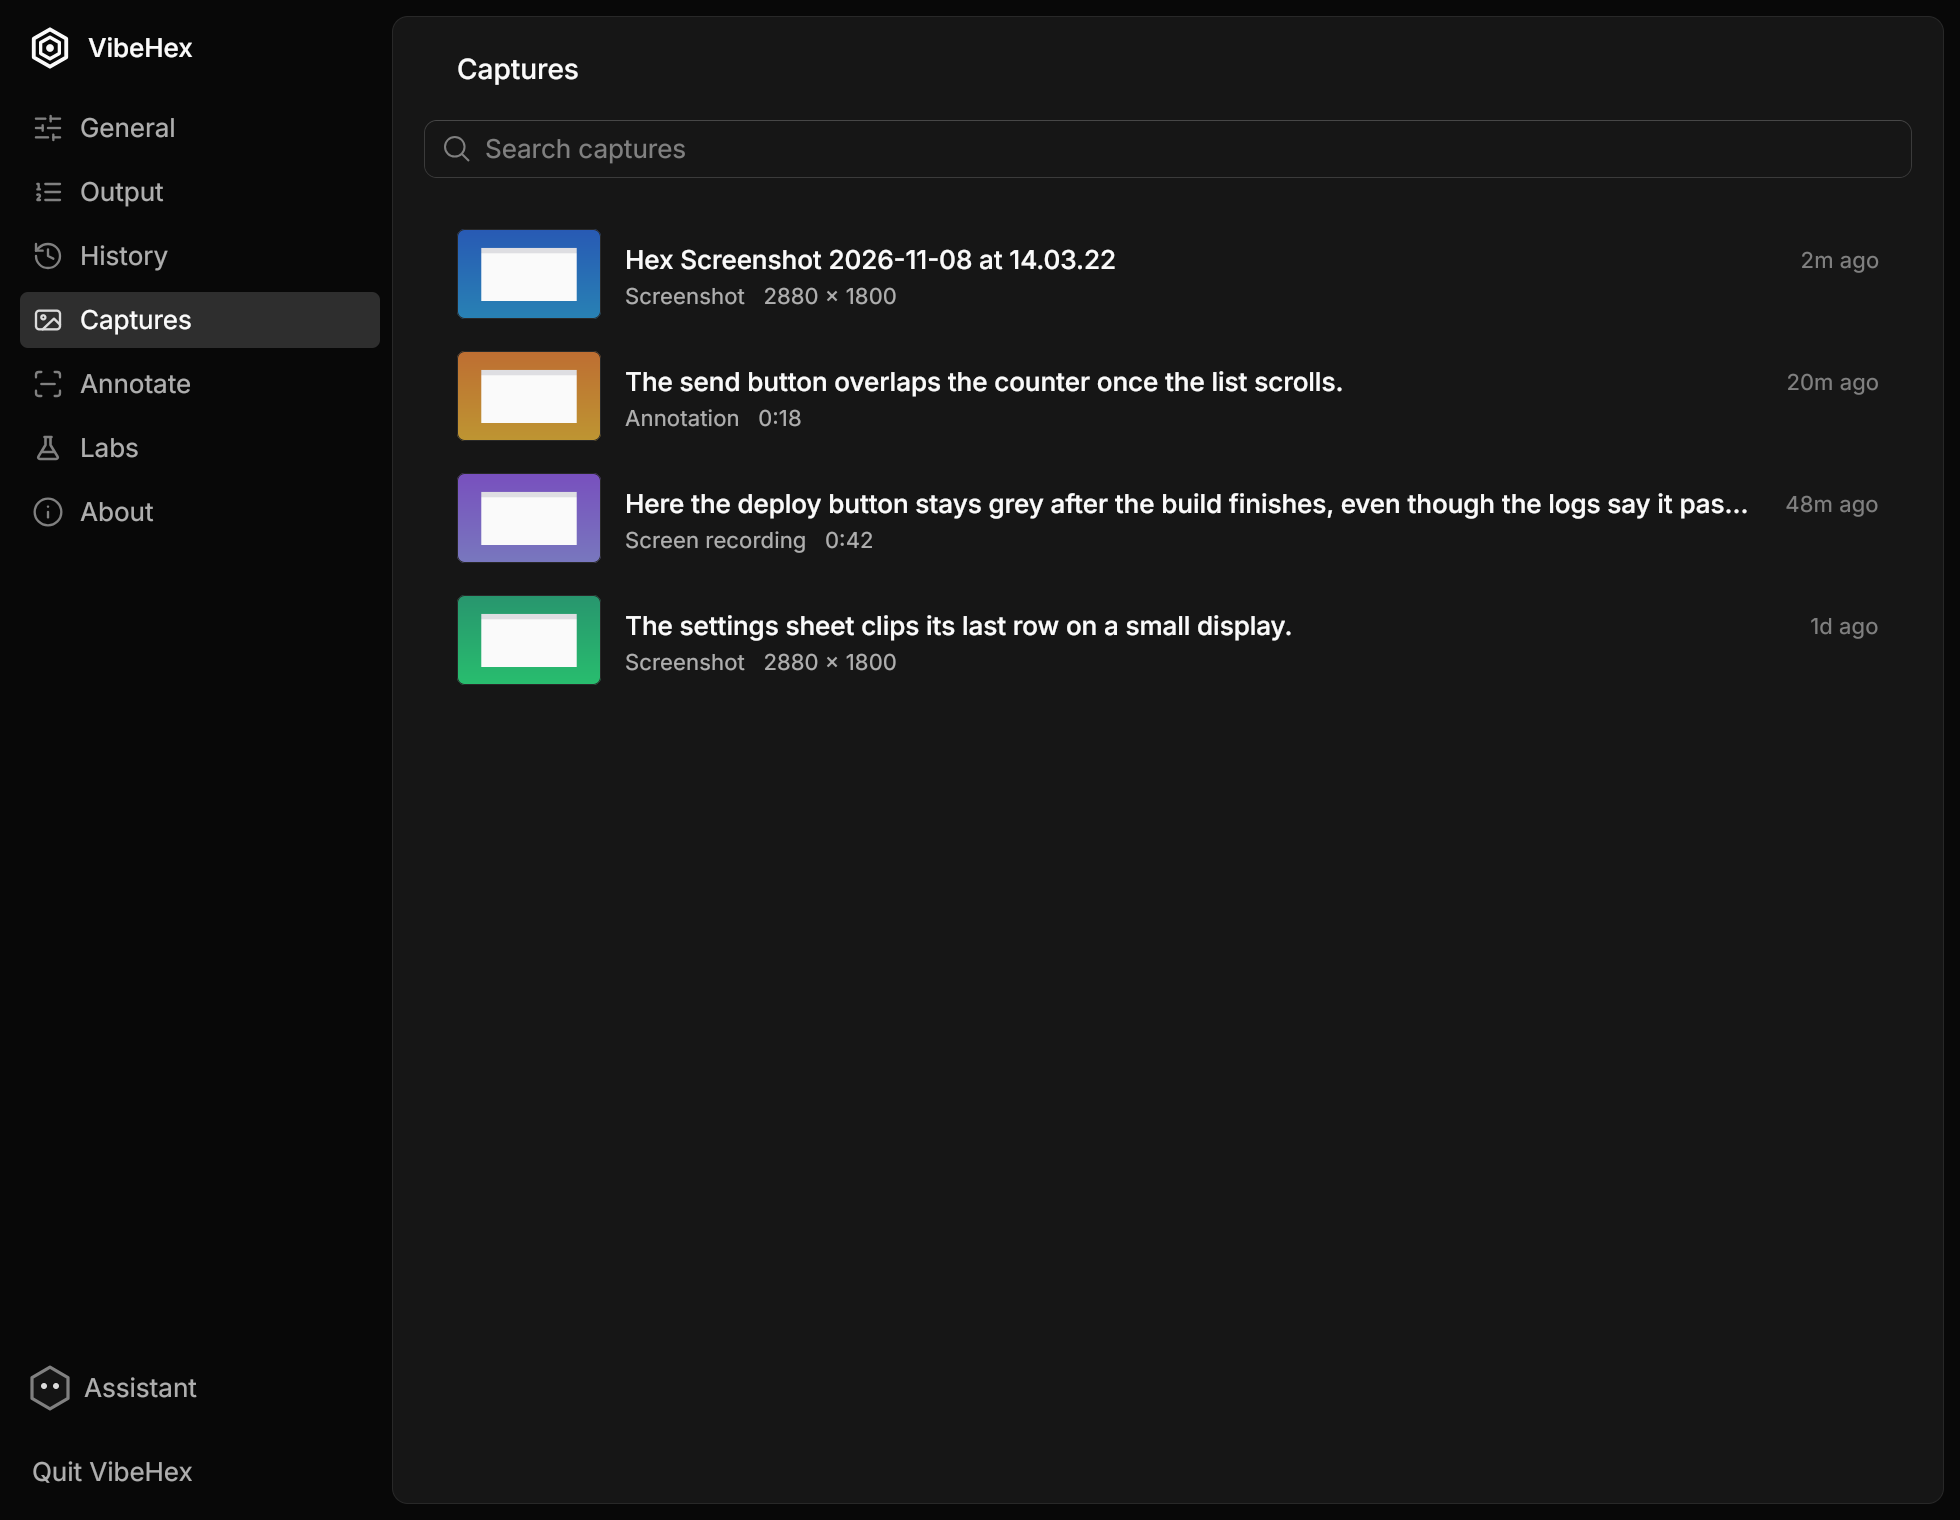 VibeHex
General
Output
History
Captures
Annotate
Labs
About
Assistant
Quit VibeHex
Captures
Search captures
Hex Screenshot 2026-11-08 at 14.03.22
2m ago
Screenshot 2880 × 1800
The send button overlaps the counter once the list scrolls.
20m ago
Annotation 0:18
Here the deploy button stays grey after the build finishes, even though the logs say it pas...
48m ago
Screen recording 0:42
The settings sheet clips its last row on a small display.
1d ago
Screenshot 2880 × 1800